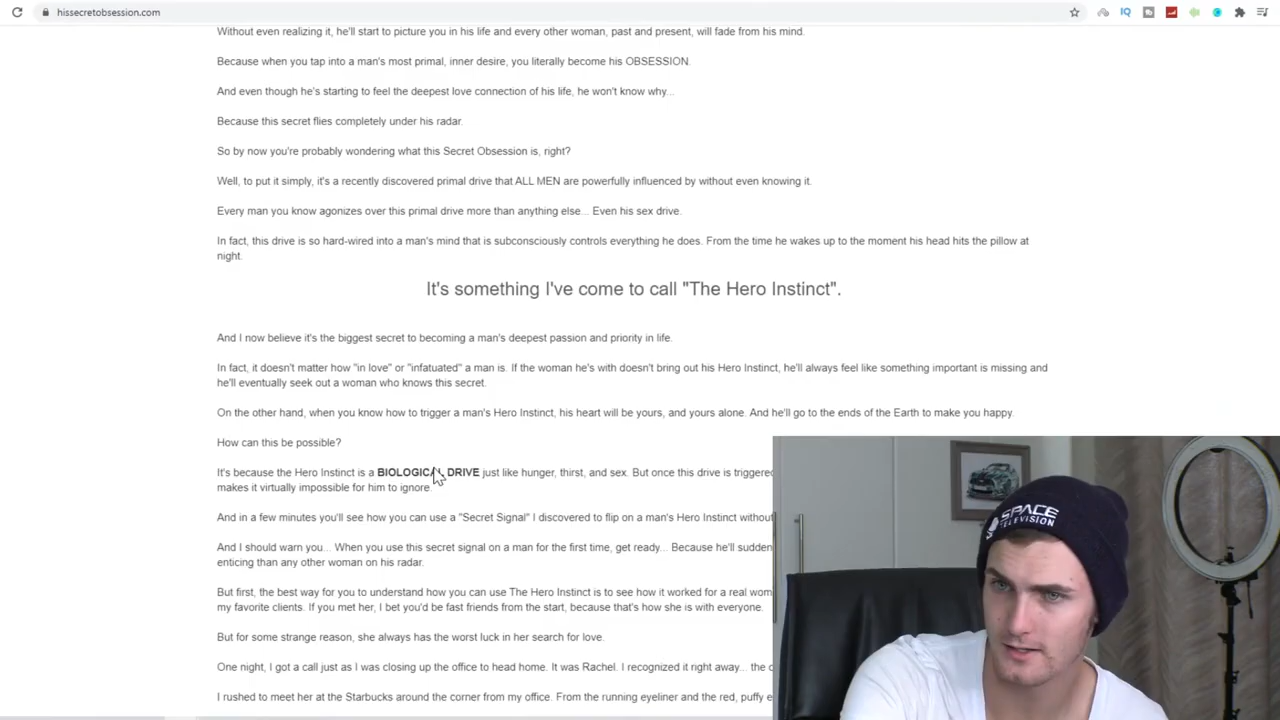 hissecretobsession.com
Without even realizing it, he'll start to picture you in his life and every other woman, past and present, will fade from his mind.
Because when you tap into a man's most primal, inner desire, you literally become his OBSESSION.
And even though he's starting to feel the deepest love connection of his life, he won't know why...
Because this secret flies completely under his radar.
So by now you're probably wondering what this Secret Obsession is, right?
Well, to put it simply, it's a recently discovered primal drive that ALL MEN are powerfully influenced by without even knowing it.
Every man you know agonizes over this primal drive more than anything else... Even his sex drive.
In fact, this drive is so hard-wired into a man's mind that is subconsciously controls everything he does. From the time he wakes up to the moment his head hits the pillow at
night.
It's something I've come to call "The Hero Instinct".
And I now believe it's the biggest secret to becoming a man's deepest passion and priority in life.
In fact, it doesn't matter how "in love" or "infatuated" a man is. If the woman he's with doesn't bring out his Hero Instinct, he'll always feel like something important is missing and
he'll eventually seek out a woman who knows this secret.
On the other hand, when you know how to trigger a man's Hero Instinct, his heart will be yours, and yours alone. And he'll go to the ends of the Earth to make you happy.
How can this be possible?
It's because the Hero Instinct is a BIOLOGICAL DRIVE just like hunger, thirst, and sex. But once this drive is triggered
makes it virtually impossible for him to ignore.
And in a few minutes you'll see how you can use a "Secret Signal" I discovered to flip on a man's Hero Instinct without
And I should warn you... When you use this secret signal on a man for the first time, get ready... Because he'll
enticing than any other woman on his radar.
But first, the best way for you to understand how you can use The Hero Instinct is to see how it worked for a real
my favorite clients. If you met her, I bet you'd be fast friends from the start, because that's how she is with everyone.
But for some strange reason, she always has the worst luck in her search for love.
One night, I got a call just as I was closing up the office to head home. It was Rachel. I recognized it right away... the
I rushed to meet her at the Starbucks around the corner from my office. From the running eyeliner and the red, puffy
SPACE
TELEVISION